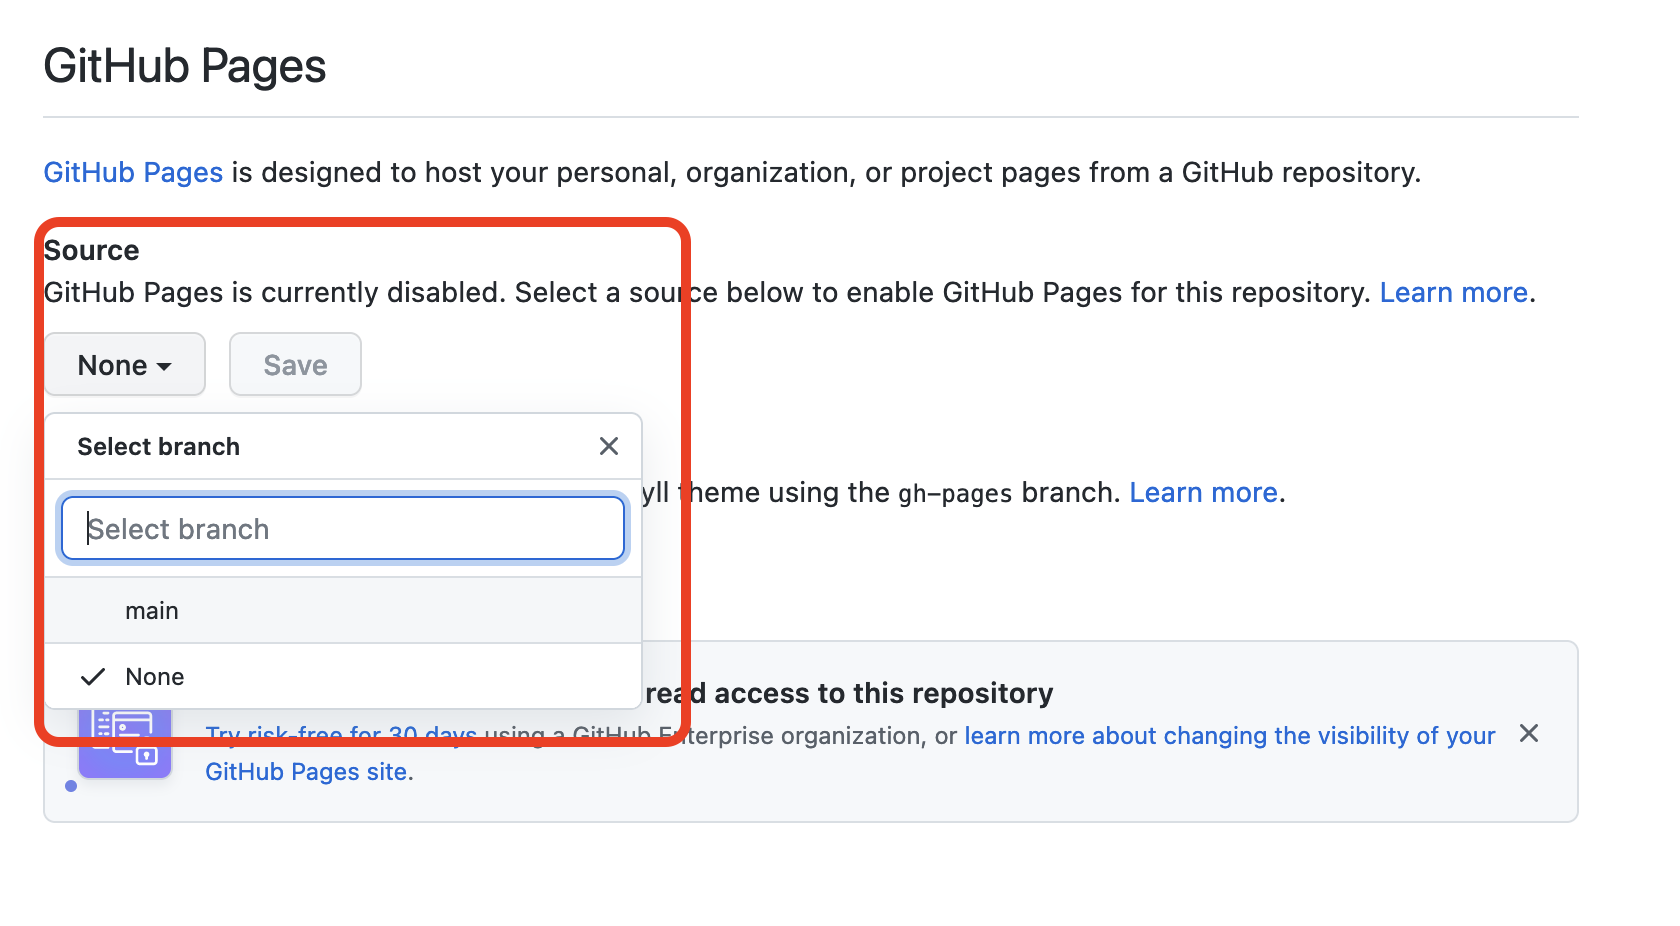 GitHub Pages
GitHub Pages is designed to host your personal, organization, or project pages from a GitHub repository.
Source
GitHub Pages is currently disabled. Select a source below to enable GitHub Pages for this repository. Learn more.
None
Save
Select branch
Select branch
main
None
yll theme using the gh-pages branch. Learn more.
read access to this repository
Try risk-free for 30 days using a GitHub Enterprise organization, or learn more about changing the visibility of your
GitHub Pages site.